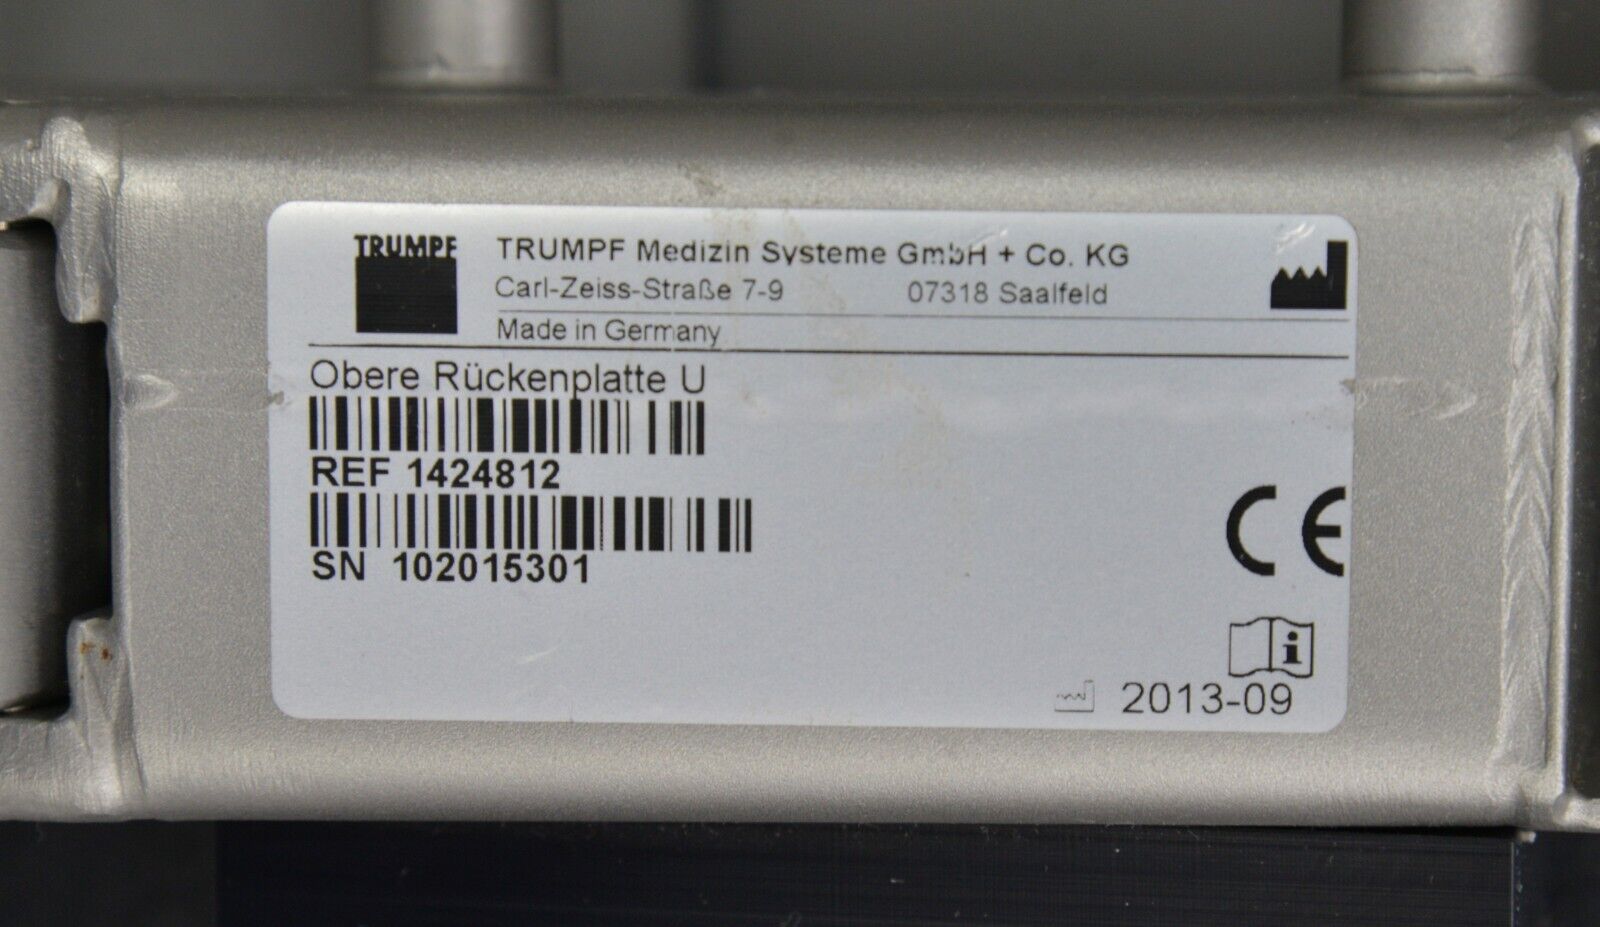 TRUMPF
TRUMPF Medizin Systeme GmbH + Co. KG
Carl-Zeiss-Straße 7-9 07318 Saalfeld
Made in Germany
Obere Rückenplatte U
REF 1424812
SN 102015301
CE
i
2013-09